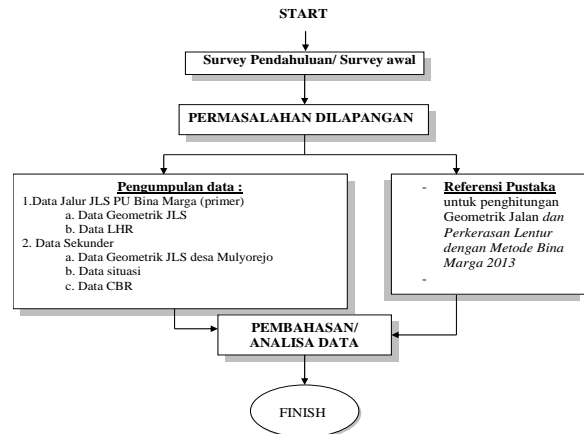 START
Survey Pendahuluan/ Survey awal
PERMASALAHAN DILAPANGAN
Pengumpulan data :
1.Data Jalur JLS PU Bina Marga (primer)
a. Data Geometrik JLS
b. Data LHR
2. Data Sekunder
a. Data Geometrik JLS desa Mulyorejo
b. Data situasi
c. Data CBR
- Referensi Pustaka
untuk penghitungan
Geometrik Jalan dan
Perkerasan Lentur
dengan Metode Bina
Marga 2013
-
PEMBAHASAN/
ANALISA DATA
FINISH